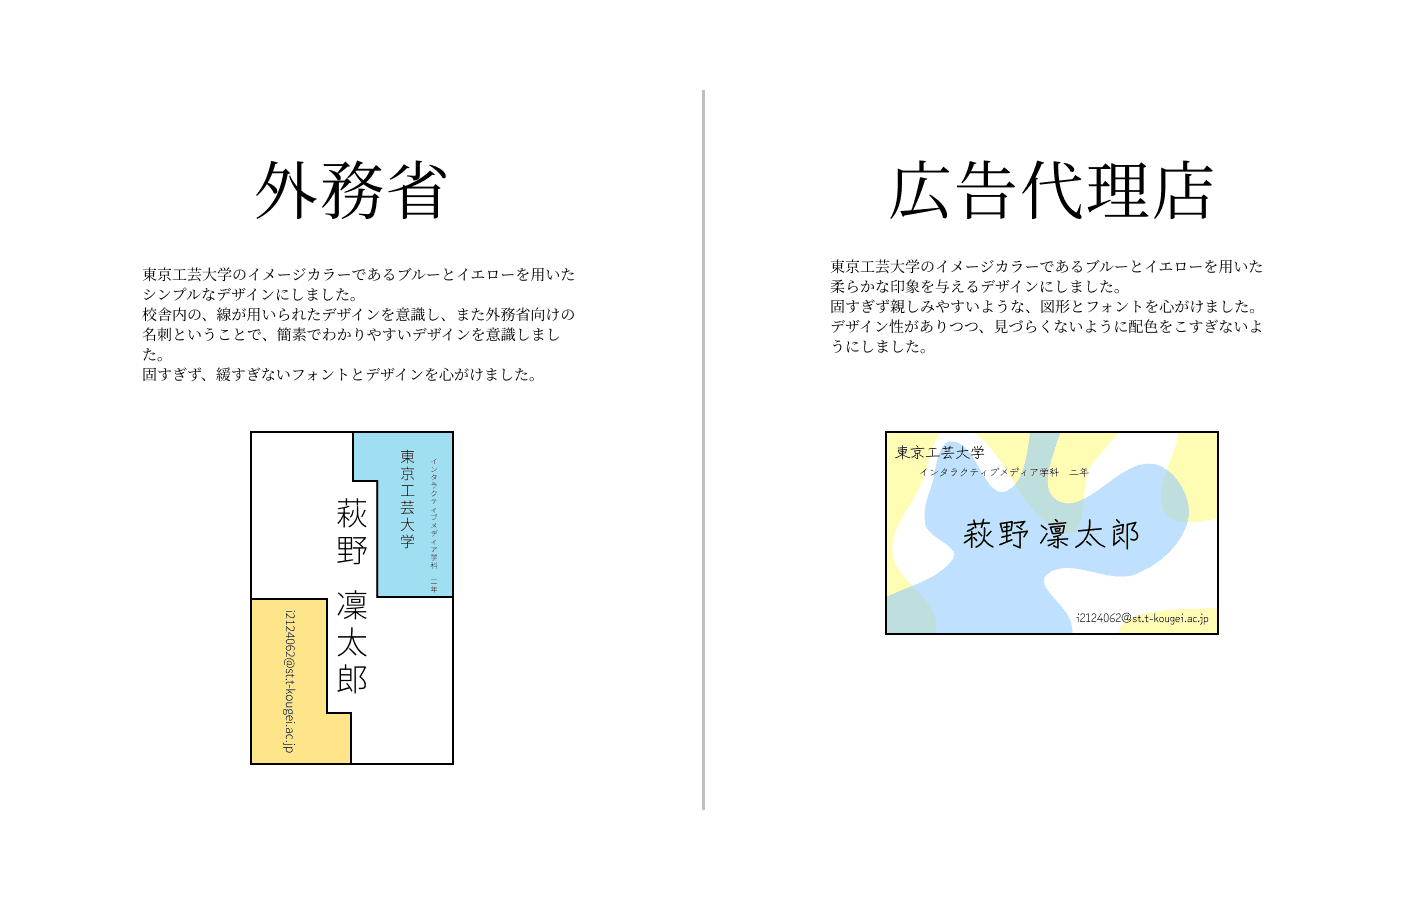 外務省
東京工芸大学のイメージカラーであるブルーとイエローを用いた
シンプルなデザインにしました。
校舎内の、線が用いられたデザインを意識し、また外務省向けの
名刺ということで、簡素でわかりやすいデザインを意識しまし
た。
固すぎず、緩すぎないフォントとデザインを心がけました。
インタラクティブメディア学科　二年
東京工芸大学
萩野 凜太郎
i2124062@st.t-kougei.ac.jp
広告代理店
東京工芸大学のイメージカラーであるブルーとイエローを用いた
柔らかな印象を与えるデザインにしました。
固すぎず親しみやすいような、図形とフォントを心がけました。
デザイン性がありつつ、見づらくないように配色をこすぎないよ
うにしました。
東京工芸大学
インタラクティブメディア学科　二年
萩野 凜太郎
i2124062@st.t-kougei.ac.jp